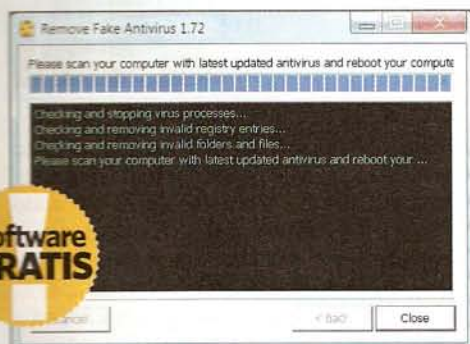 Remove Fake Antivirus 1.72
Please scan your computer with latest updated antivirus and reboot your compute
Checking and stopping virus processes...
Checking and removing invalid registry entries...
Checking and removing invalid folders and files...
Please scan your computer with latest updated antivirus and reboot your ...
oftware
RATIS
Cancel
< Back
Close